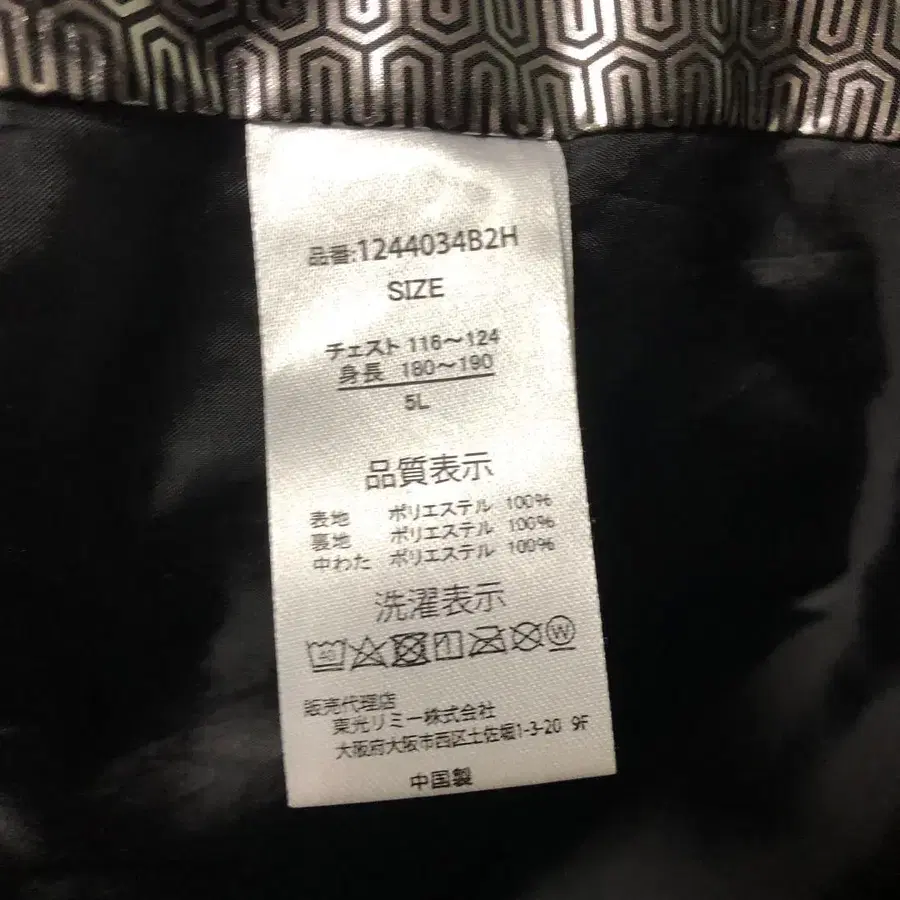 品番:1244034B2H
SIZE
チェスト 116～124
身長 180～190
5L
品質表示
表地 ポリエステル 100%
裏地 ポリエステル 100%
中わた ポリエステル 100%
洗濯表示
40 W
販売代理店
東光リミー株式会社
大阪府大阪市西区土佐堀1-3-20 9F
中国製